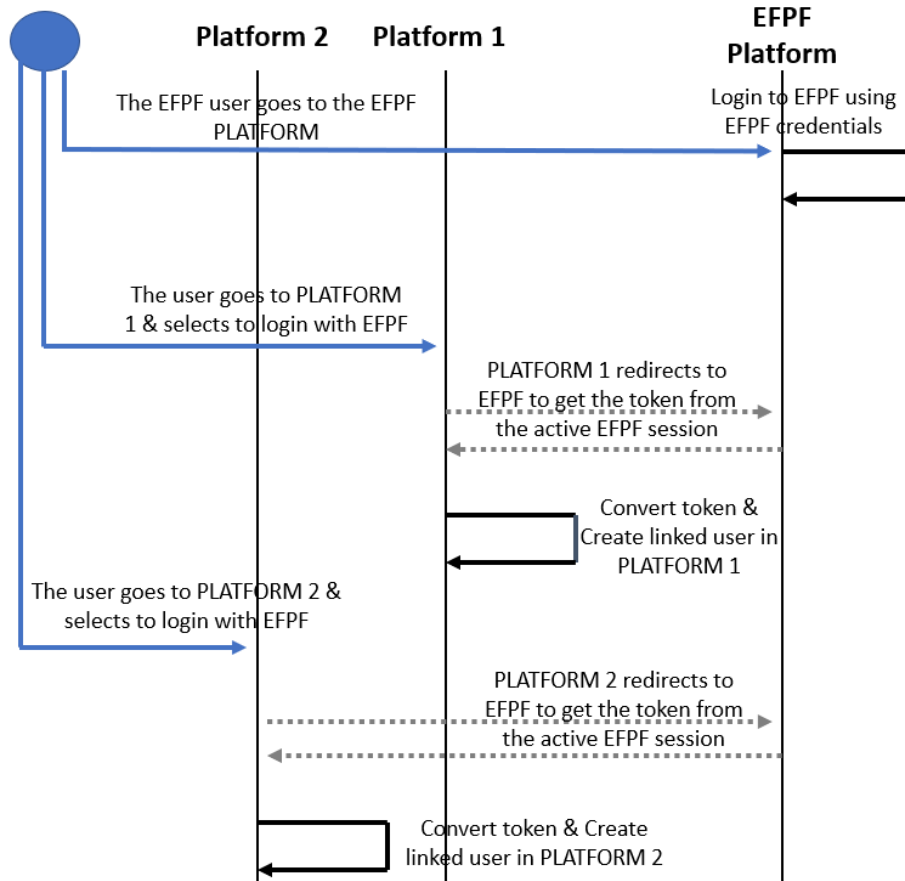 Platform 2
Platform 1
EFPF
Platform
The EFPF user goes to the EFPF
PLATFORM
Login to EFPF using
EFPF credentials
The user goes to PLATFORM
1 & selects to login with EFPF
PLATFORM 1 redirects to
EFPF to get the token from
the active EFPF session
Convert token &
Create linked user in
PLATFORM 1
The user goes to PLATFORM 2 &
selects to login with EFPF
PLATFORM 2 redirects to
EFPF to get the token from
the active EFPF session
Convert token & Create
linked user in PLATFORM 2